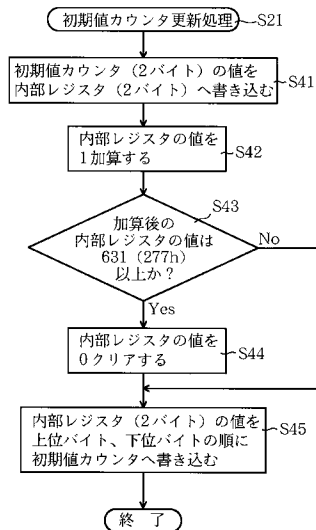 初期値カウンタ更新処理
S21
初期値カウンタ(2バイト)の値を
内部レジスタ(2バイト)へ書き込む
S41
内部レジスタの値を
1加算する
S42
加算後の
内部レジスタの値は
631(277h)
以上か?
S43
No
Yes
内部レジスタの値を
0クリアする
S44
内部レジスタ(2バイト)の値を
上位バイト、下位バイトの順に
初期値カウンタへ書き込む
S45
終 了